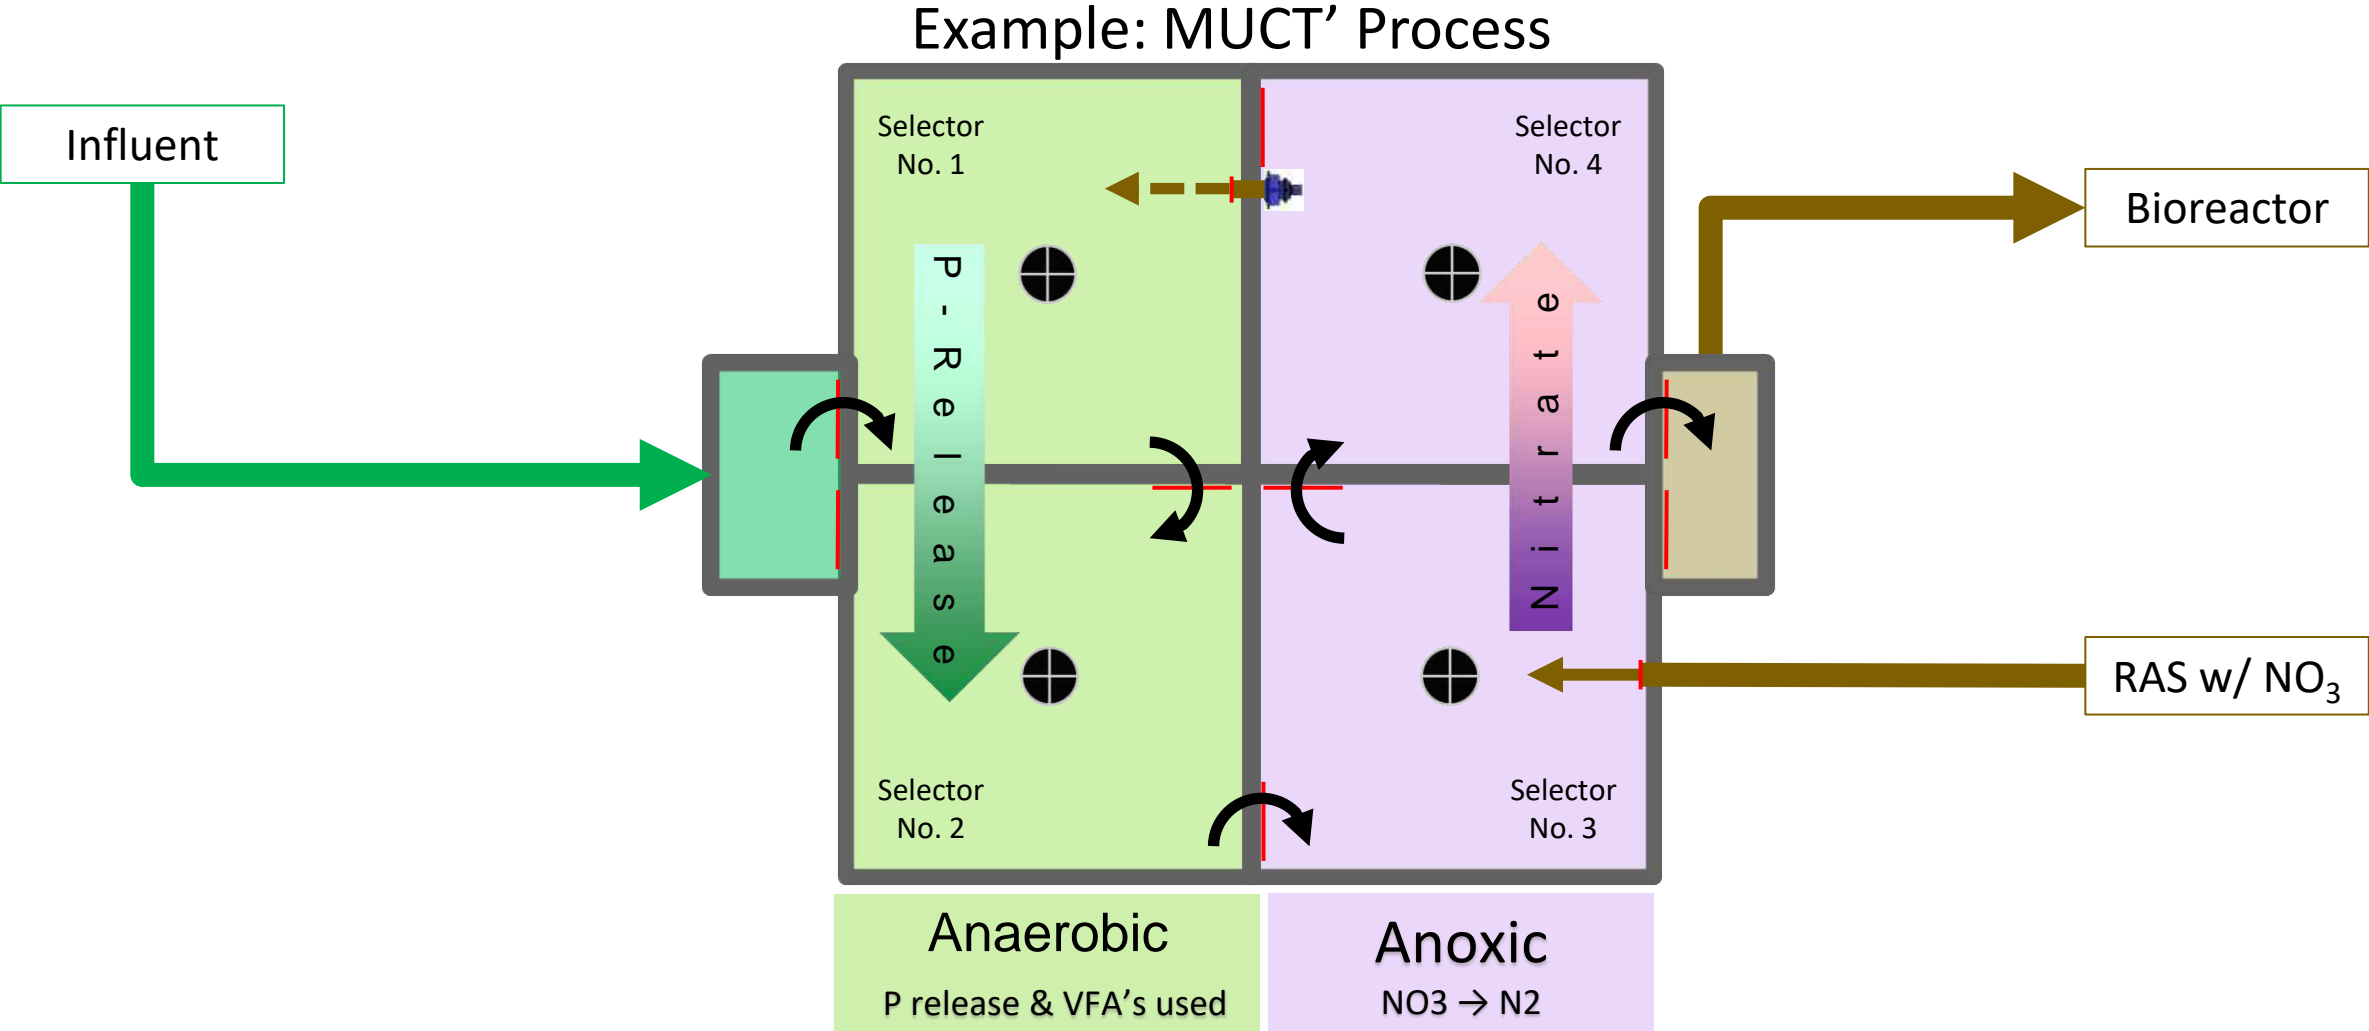 Example: MUCT’ Process
Influent
Selector
No. 1
Selector
No. 4
Bioreactor
P - Release
Nitrate
RAS w/ NO₃
Selector
No. 2
Selector
No. 3
Anaerobic
P release & VFA’s used
Anoxic
NO3 → N2